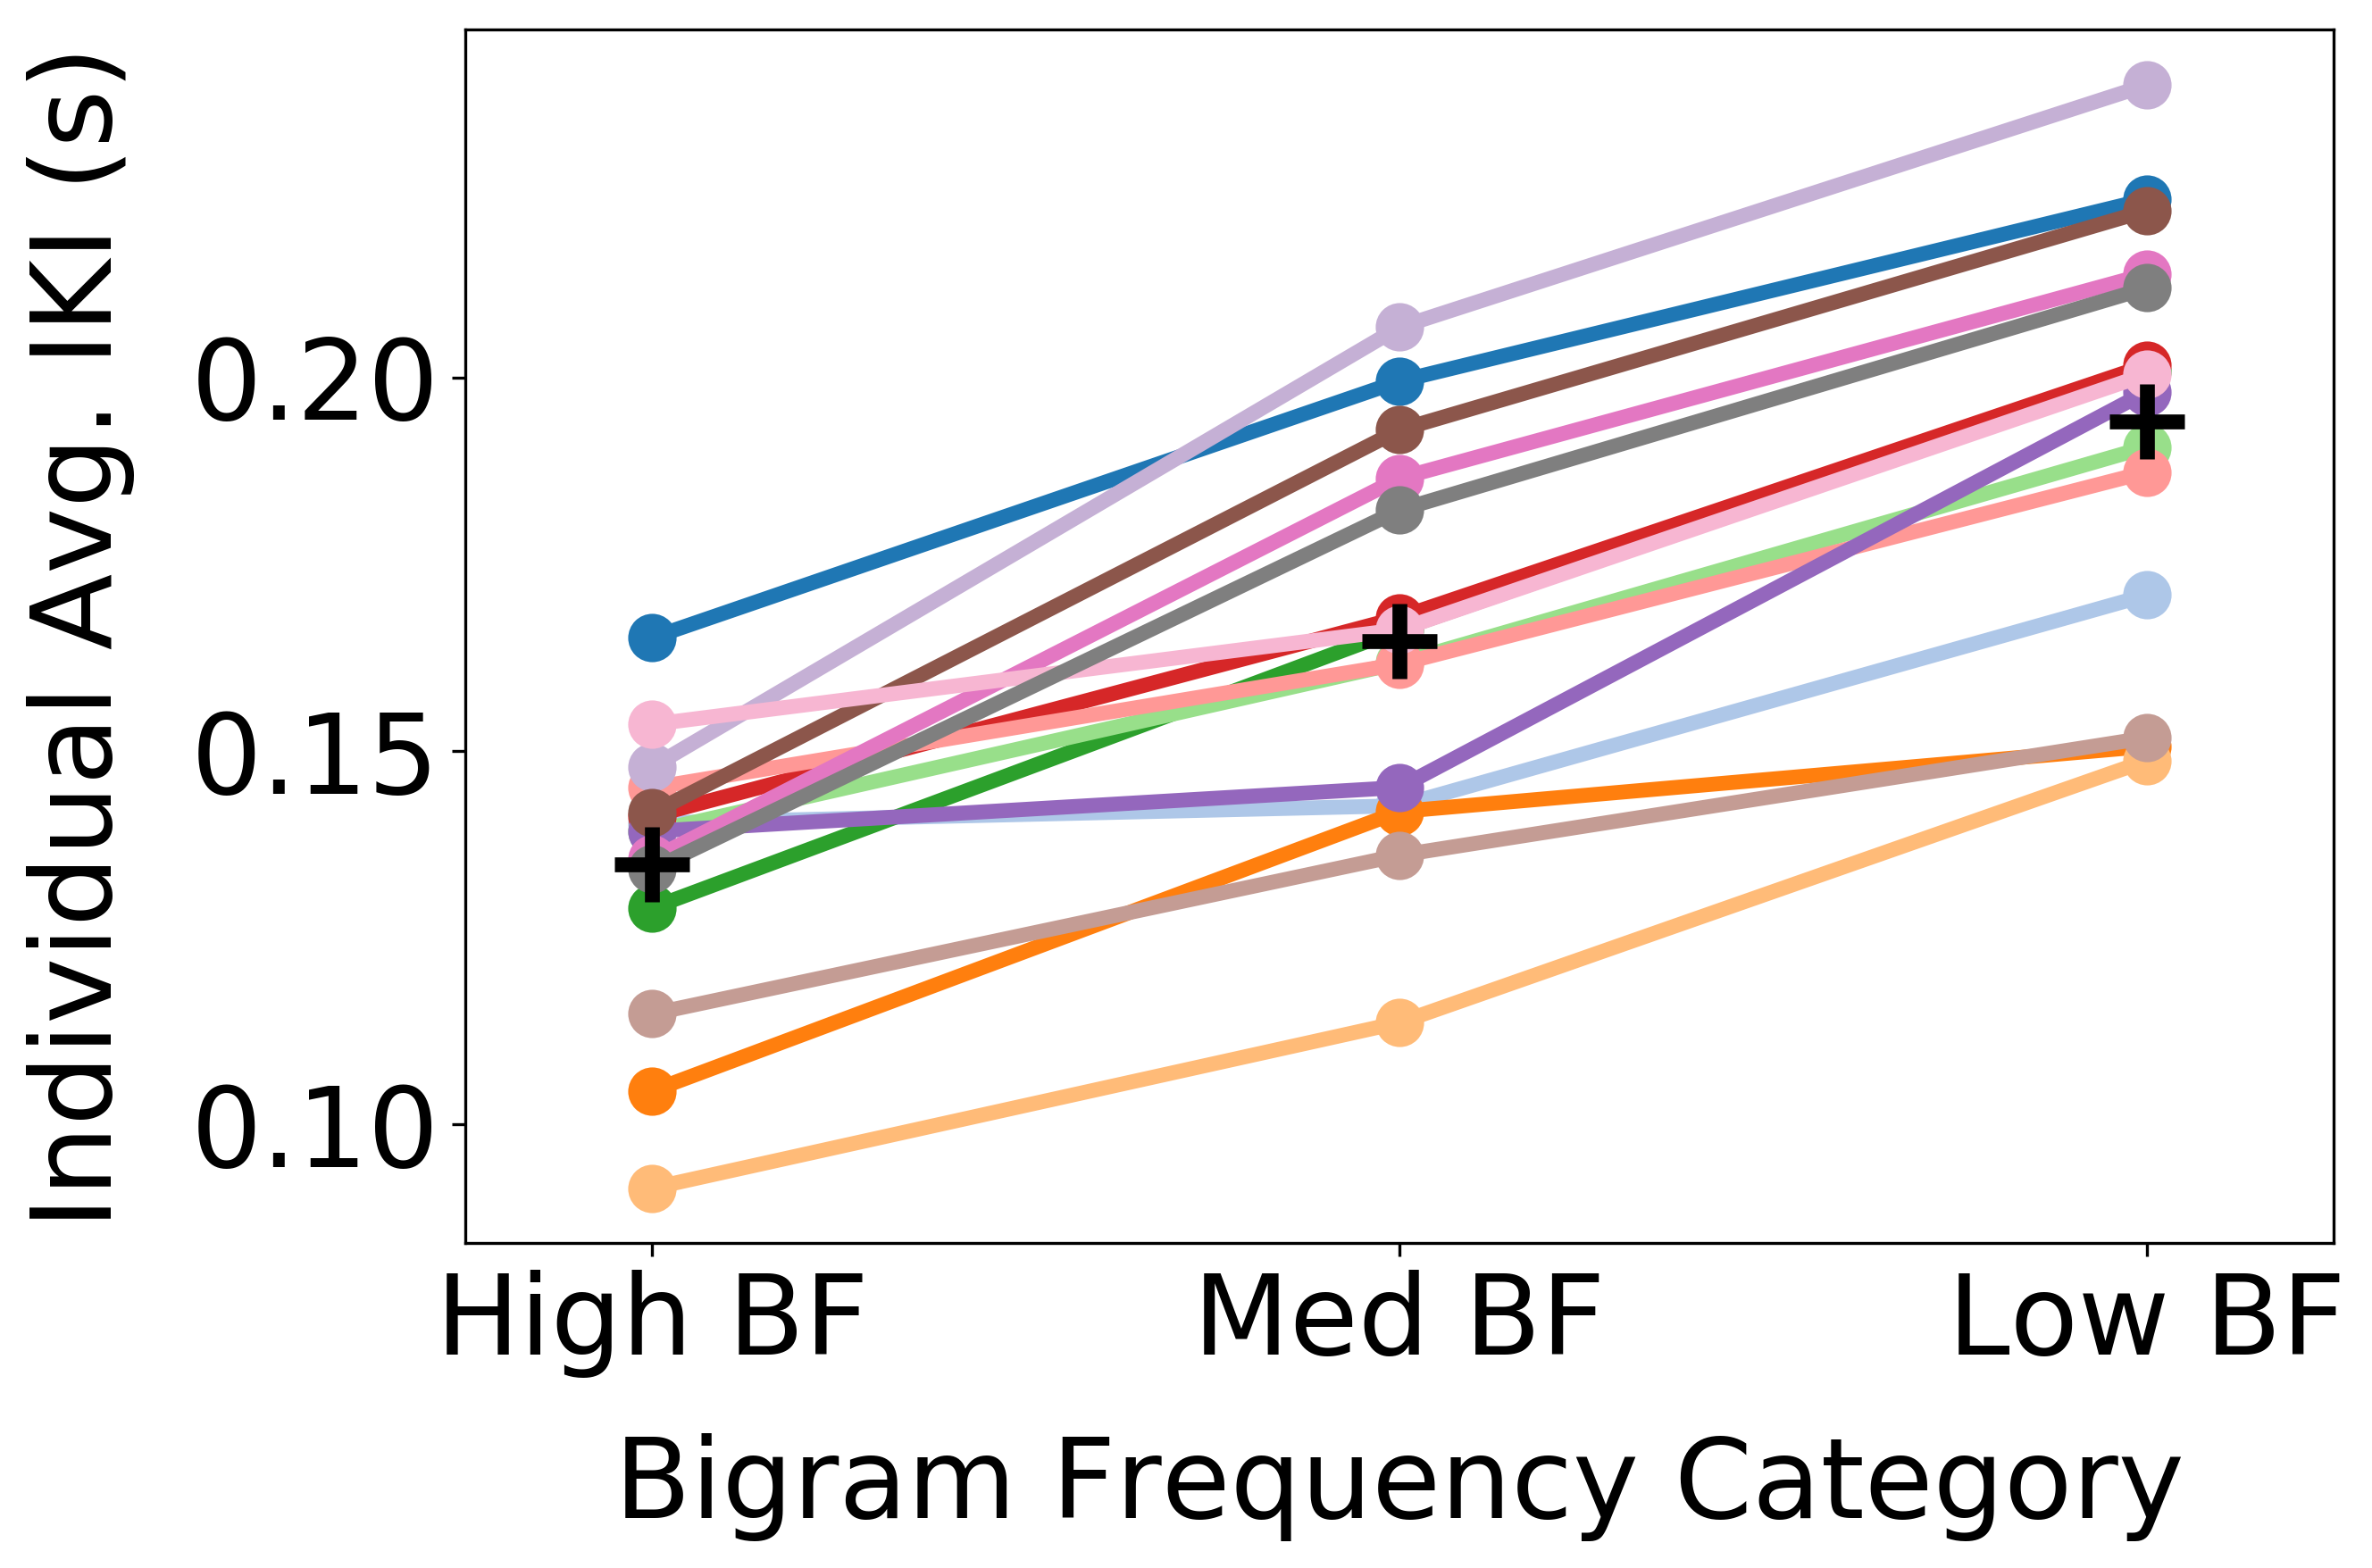 Individual Avg. IKI (s)
0.20
0.15
0.10
High BF
Med BF
Low BF
Bigram Frequency Category